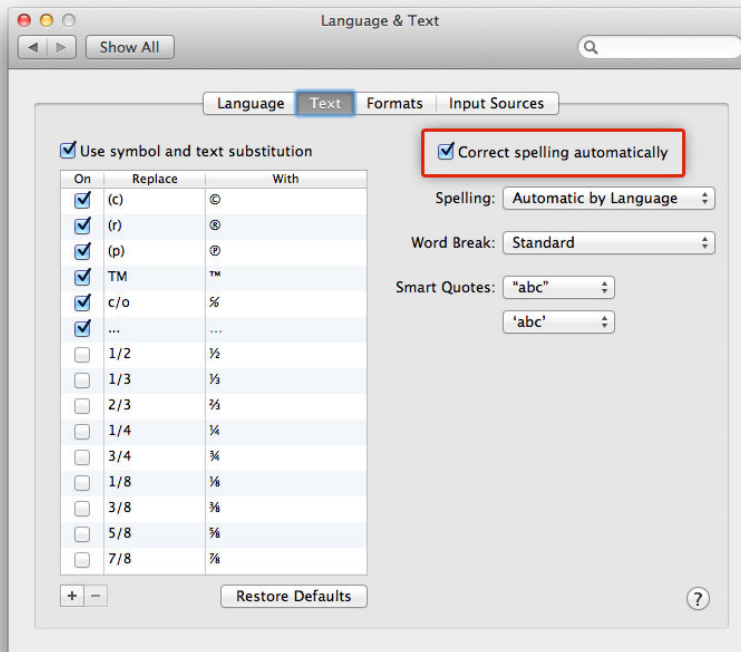 Language & Text
Show All
Language Text Formats Input Sources
Use symbol and text substitution
Correct spelling automatically
On Replace With
(c) ©
(r) ®
(p) ℗
TM ™
c/o ℅
... …
1/2 ½
1/3 ⅓
2/3 ⅔
1/4 ¼
3/4 ¾
1/8 ⅛
3/8 ⅜
5/8 ⅝
7/8 ⅞
Spelling: Automatic by Language
Word Break: Standard
Smart Quotes: “abc”
‘abc’
+ −
Restore Defaults
?